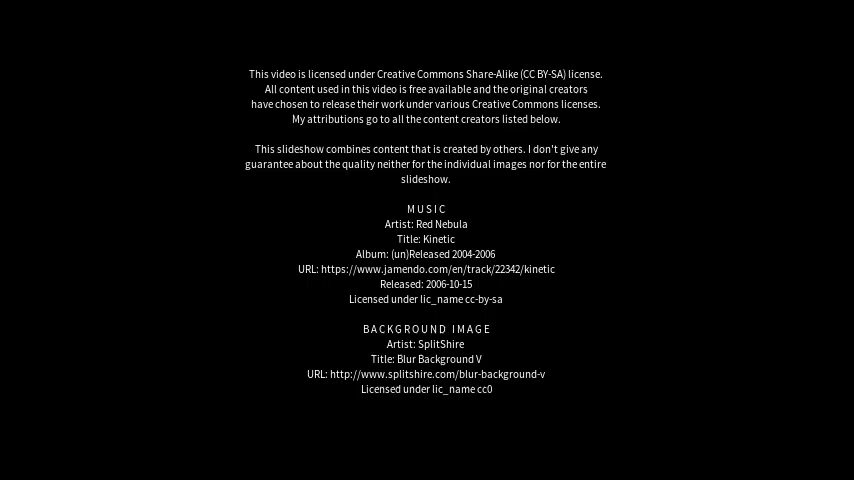 This video is licensed under Creative Commons Share-Alike (CC BY-SA) license.
All content used in this video is free available and the original creators
have chosen to release their work under various Creative Commons licenses.
My attributions go to all the content creators listed below.
This slideshow combines content that is created by others. I don't give any
guarantee about the quality neither for the individual images nor for the entire
slideshow.
MUSIC
Artist: Red Nebula
Title: Kinetic
Album: (un)Released 2004-2006
URL: https://www.jamendo.com/en/track/22342/kinetic
Released: 2006-10-15
Licensed under lic_name cc-by-sa
BACKGROUND IMAGE
Artist: SplitShire
Title: Blur Background V
URL: http://www.splitshire.com/blur-background-v
Licensed under lic_name cc0